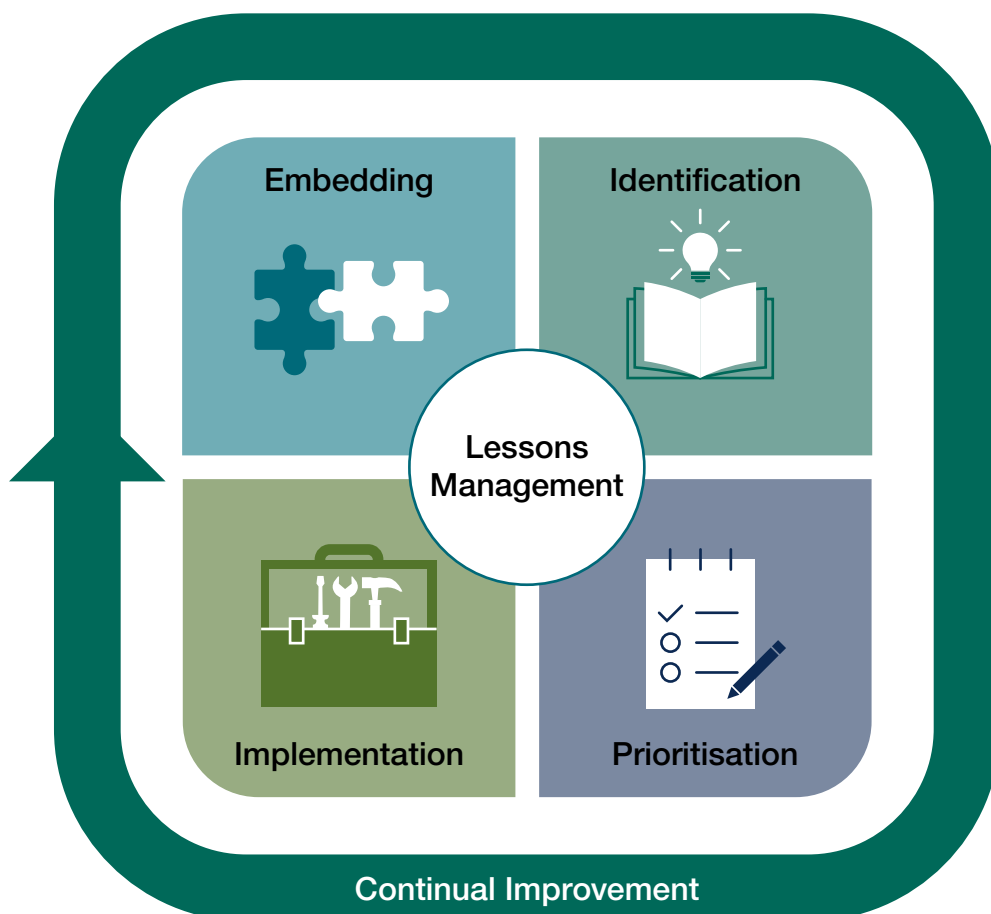 Embedding
Identification
Lessons
Management
Implementation
Prioritisation
Continual Improvement